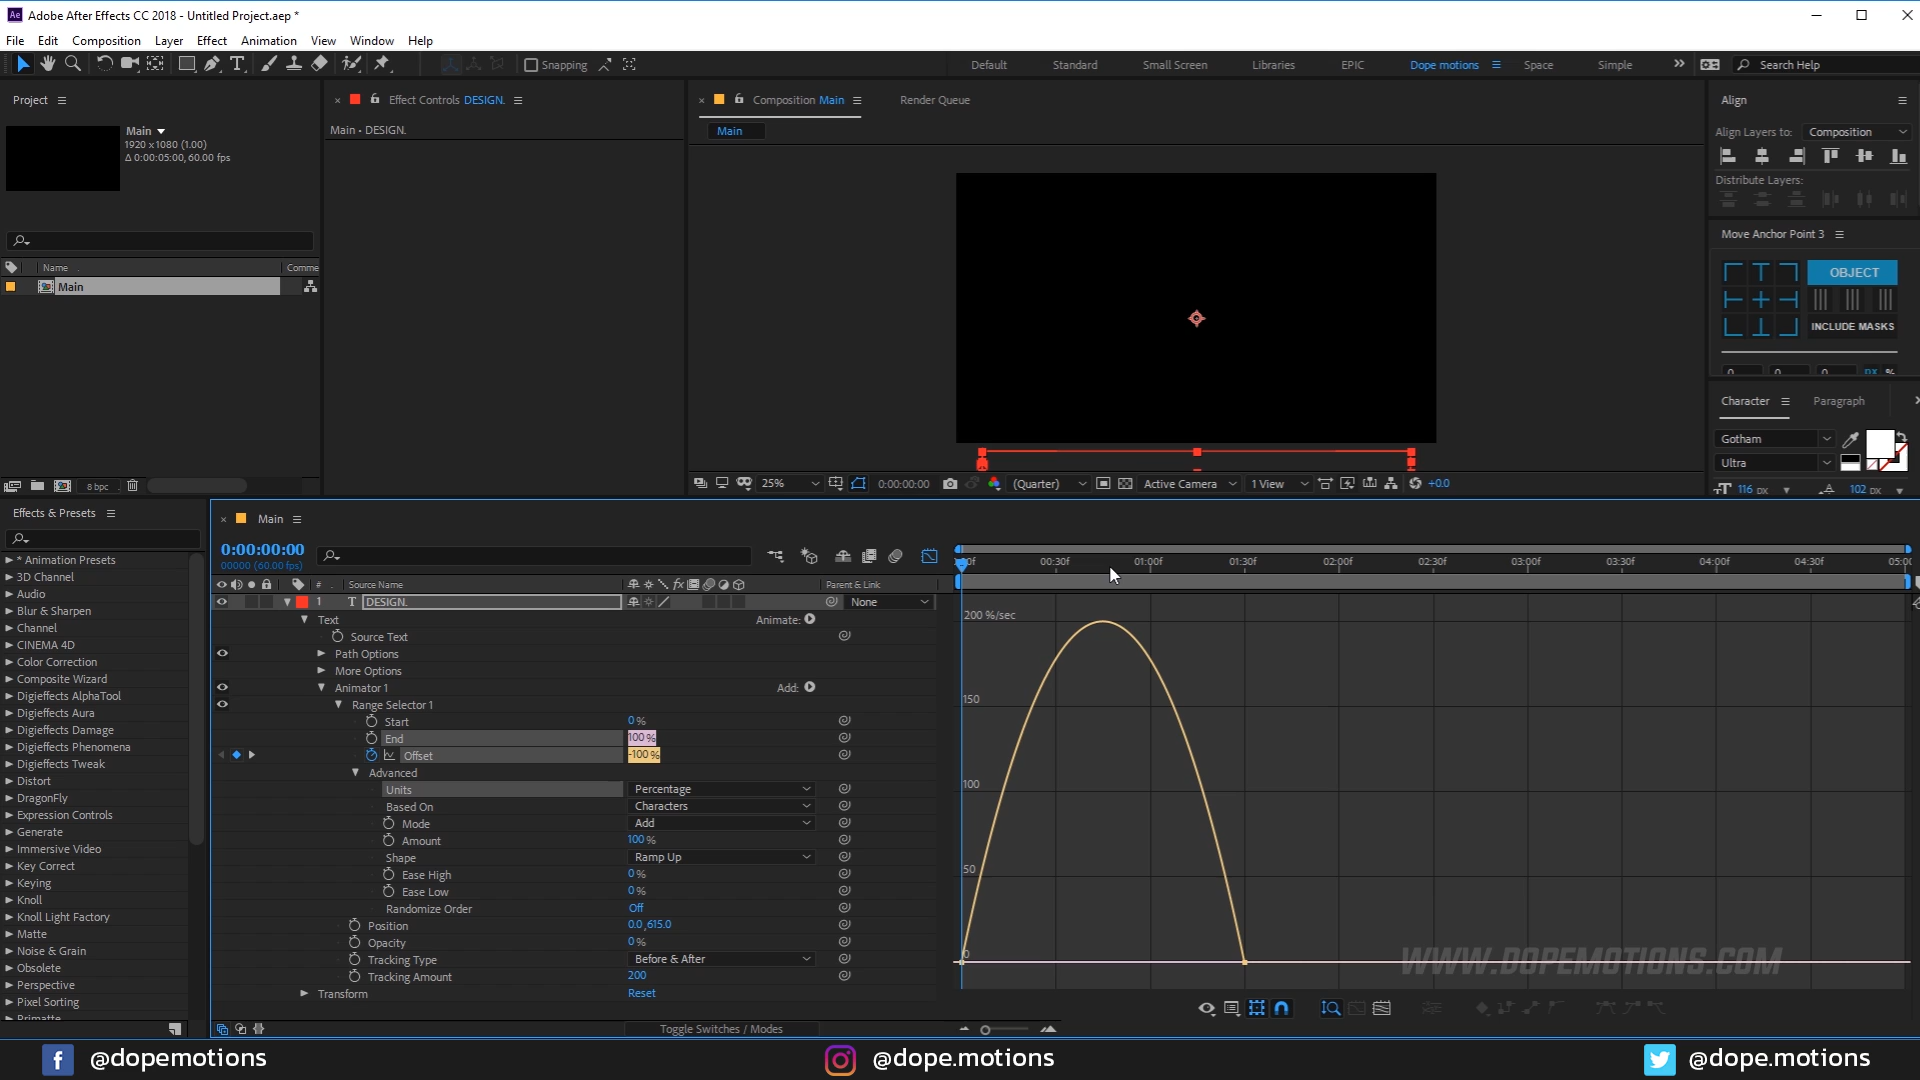 Ae Adobe After Effects CC 2018 - Untitled Project.aep *
File Edit Composition Layer Effect Animation View Window Help
Snapping Default Standard Small Screen Libraries EPIC Dope motions Space Simple Search Help
Project
Main
1920 x 1080 (1.00)
Δ 0:00:05:00, 60.00 fps
Name Comme
Main
8 bpc
Effect Controls DESIGN.
Main • DESIGN.
Composition Main Render Queue
Main
25% 0:00:00:00 (Quarter) Active Camera 1 View +0.0
Align
Align Layers to: Composition
Distribute Layers:
Move Anchor Point 3
OBJECT
INCLUDE MASKS
Character Paragraph
Gotham
Ultra
116 px 102 px
Effects & Presets
* Animation Presets
3D Channel
Audio
Blur & Sharpen
Channel
CINEMA 4D
Color Correction
Composite Wizard
Digieffects AlphaTool
Digieffects Aura
Digieffects Damage
Digieffects Phenomena
Digieffects Tweak
Distort
DragonFly
Expression Controls
Generate
Immersive Video
Key Correct
Keying
Knoll
Knoll Light Factory
Matte
Noise & Grain
Obsolete
Perspective
Pixel Sorting
Primatte
Main
0:00:00:00
00000 (60.00 fps)
# Source Name Parent & Link
1 T DESIGN. None
Text Animate:
Source Text
Path Options
More Options
Animator 1 Add:
Range Selector 1
Start 0 %
End 100 %
Offset -100 %
Advanced
Units Percentage
Based On Characters
Mode Add
Amount 100 %
Shape Ramp Up
Ease High 0 %
Ease Low 0 %
Randomize Order Off
Position 0.0 ,615.0
Opacity 0 %
Tracking Type Before & After
Tracking Amount 200
Transform Reset
Toggle Switches / Modes
00:30f 01:00f 01:30f 02:00f 02:30f 03:00f 03:30f 04:00f 04:30f
200 %/sec
150
100
50
0
WWW.DOPEMOTIONS.COM
@dopemotions @dope.motions @dope.motions